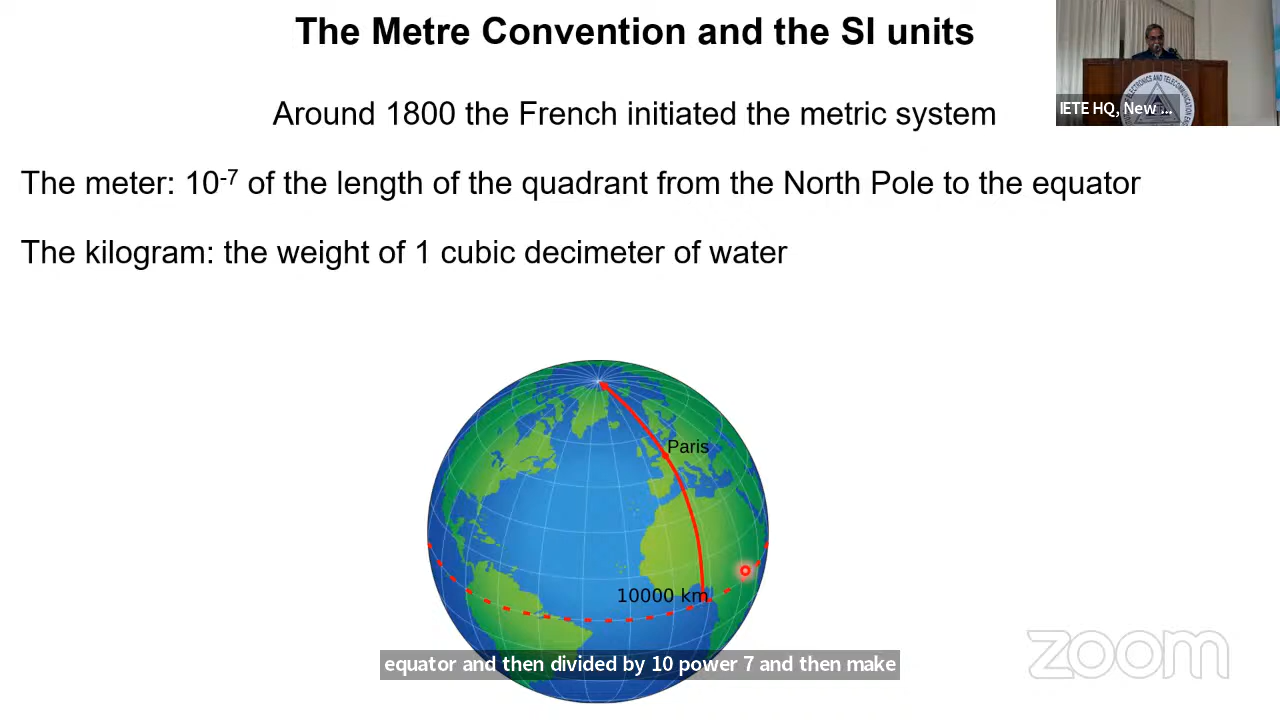 The Metre Convention and the SI units
IETE HQ, New ...
Around 1800 the French initiated the metric system
The meter: 10-7 of the length of the quadrant from the North Pole to the equator
The kilogram: the weight of 1 cubic decimeter of water
Paris
10000 km
equator and then divided by 10 power 7 and then make
zoom